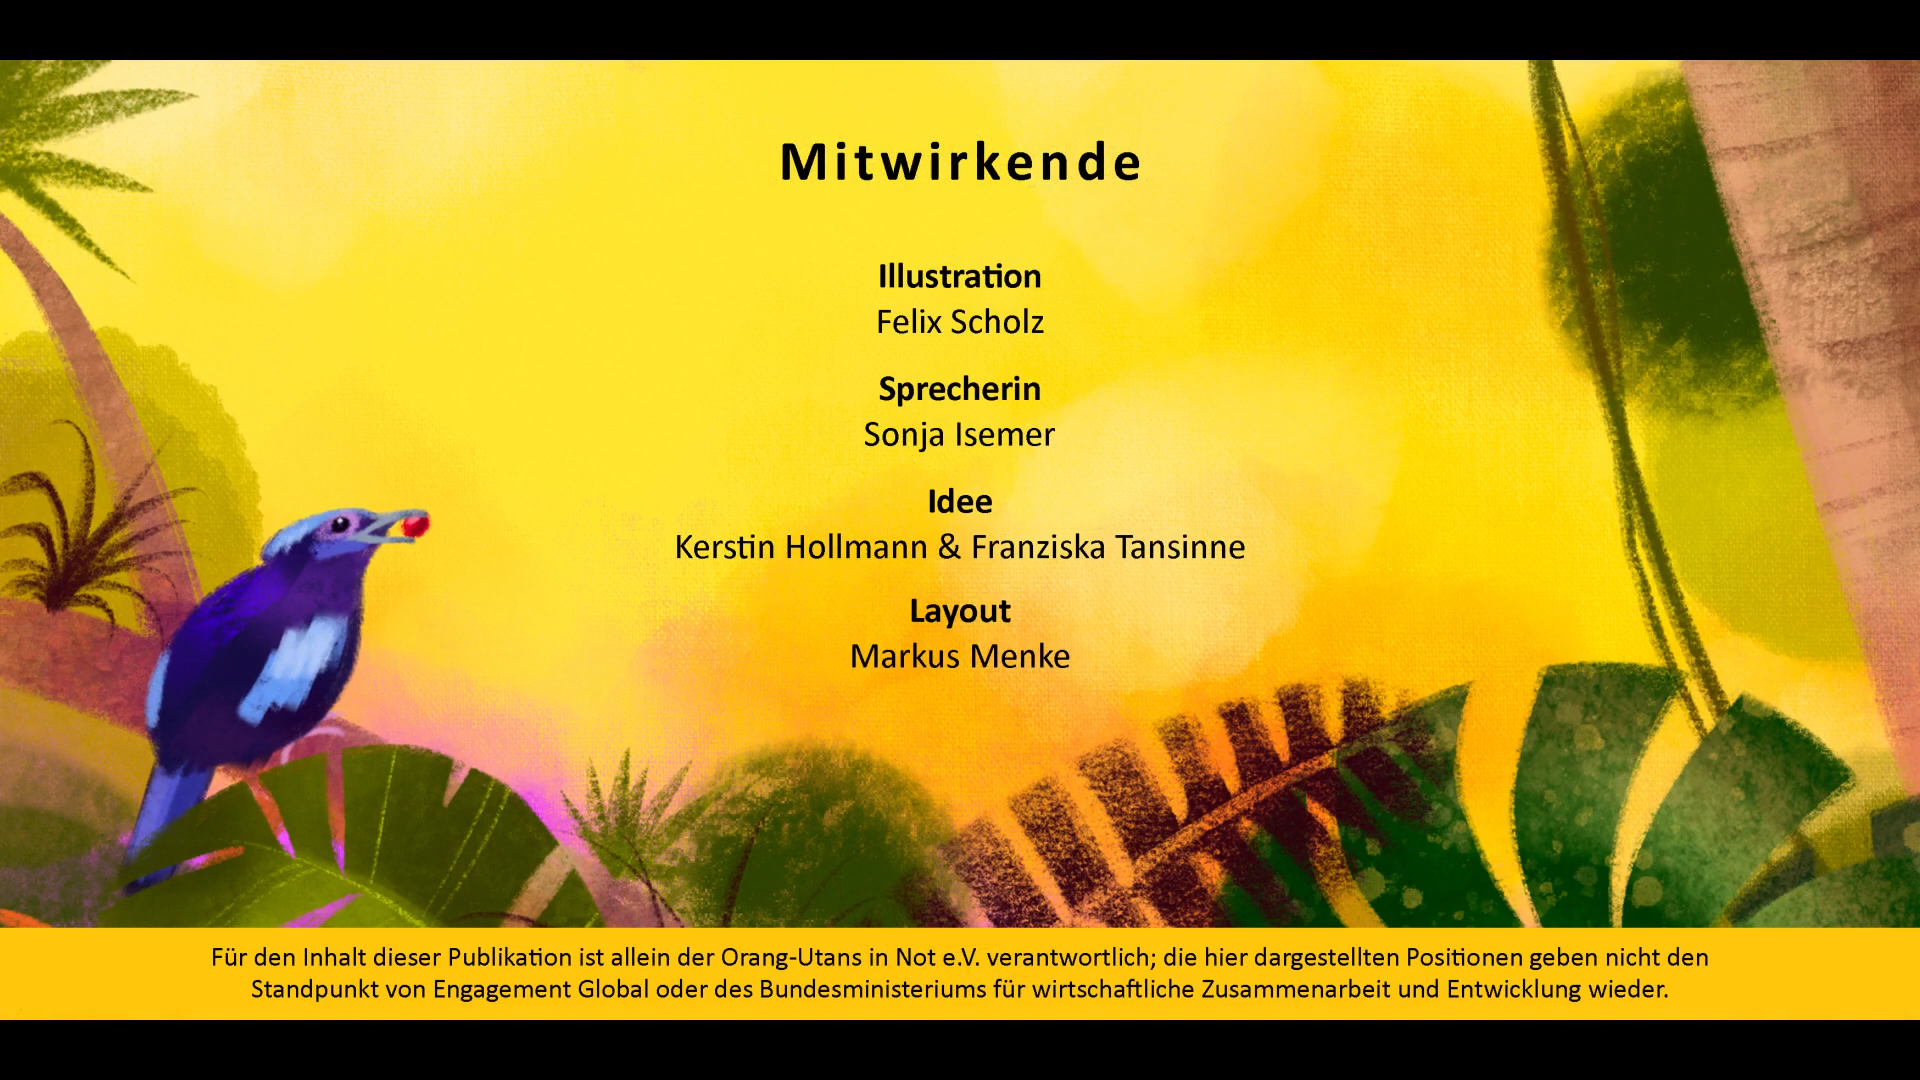 Mitwirkende
Illustration
Felix Scholz
Sprecherin
Sonja Isemer
Idee
Kerstin Hollmann & Franziska Tansinne
Layout
Markus Menke
Für den Inhalt dieser Publikation ist allein der Orang-Utans in Not e.V. verantwortlich; die hier dargestellten Positionen geben nicht den
Standpunkt von Engagement Global oder des Bundesministeriums für wirtschaftliche Zusammenarbeit und Entwicklung wieder.